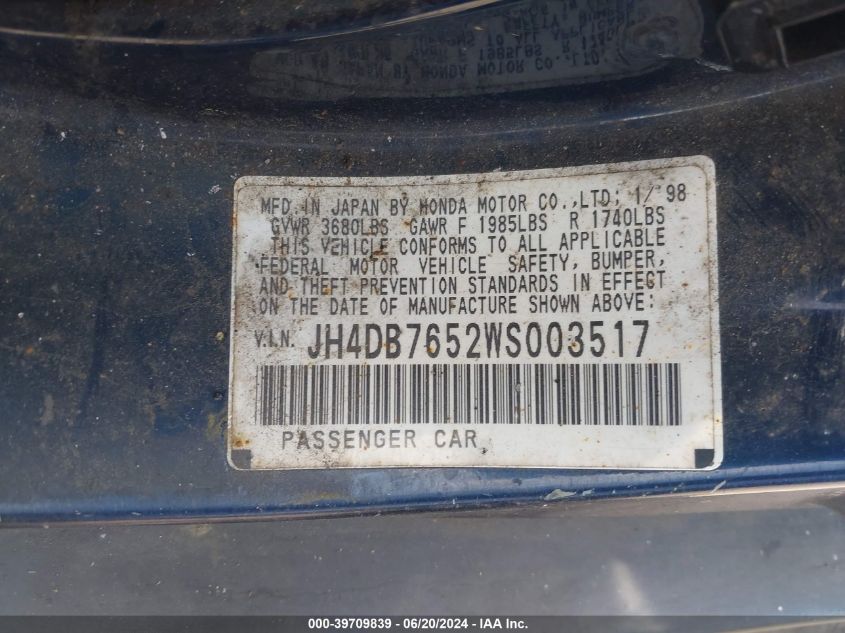 MFD. IN JAPAN BY HONDA MOTOR CO., LTD; 1/ 98
GVWR 3680LBS GAWR F 1985LBS R 1740LBS
THIS VEHICLE CONFORMS TO ALL APPLICABLE
FEDERAL MOTOR VEHICLE SAFETY, BUMPER,
AND THEFT PREVENTION STANDARDS IN EFFECT
ON THE DATE OF MANUFACTURE SHOWN ABOVE:
V.I.N. JH4DB7652WS003517
PASSENGER CAR
000-39709839 - 06/20/2024 - IAA Inc.